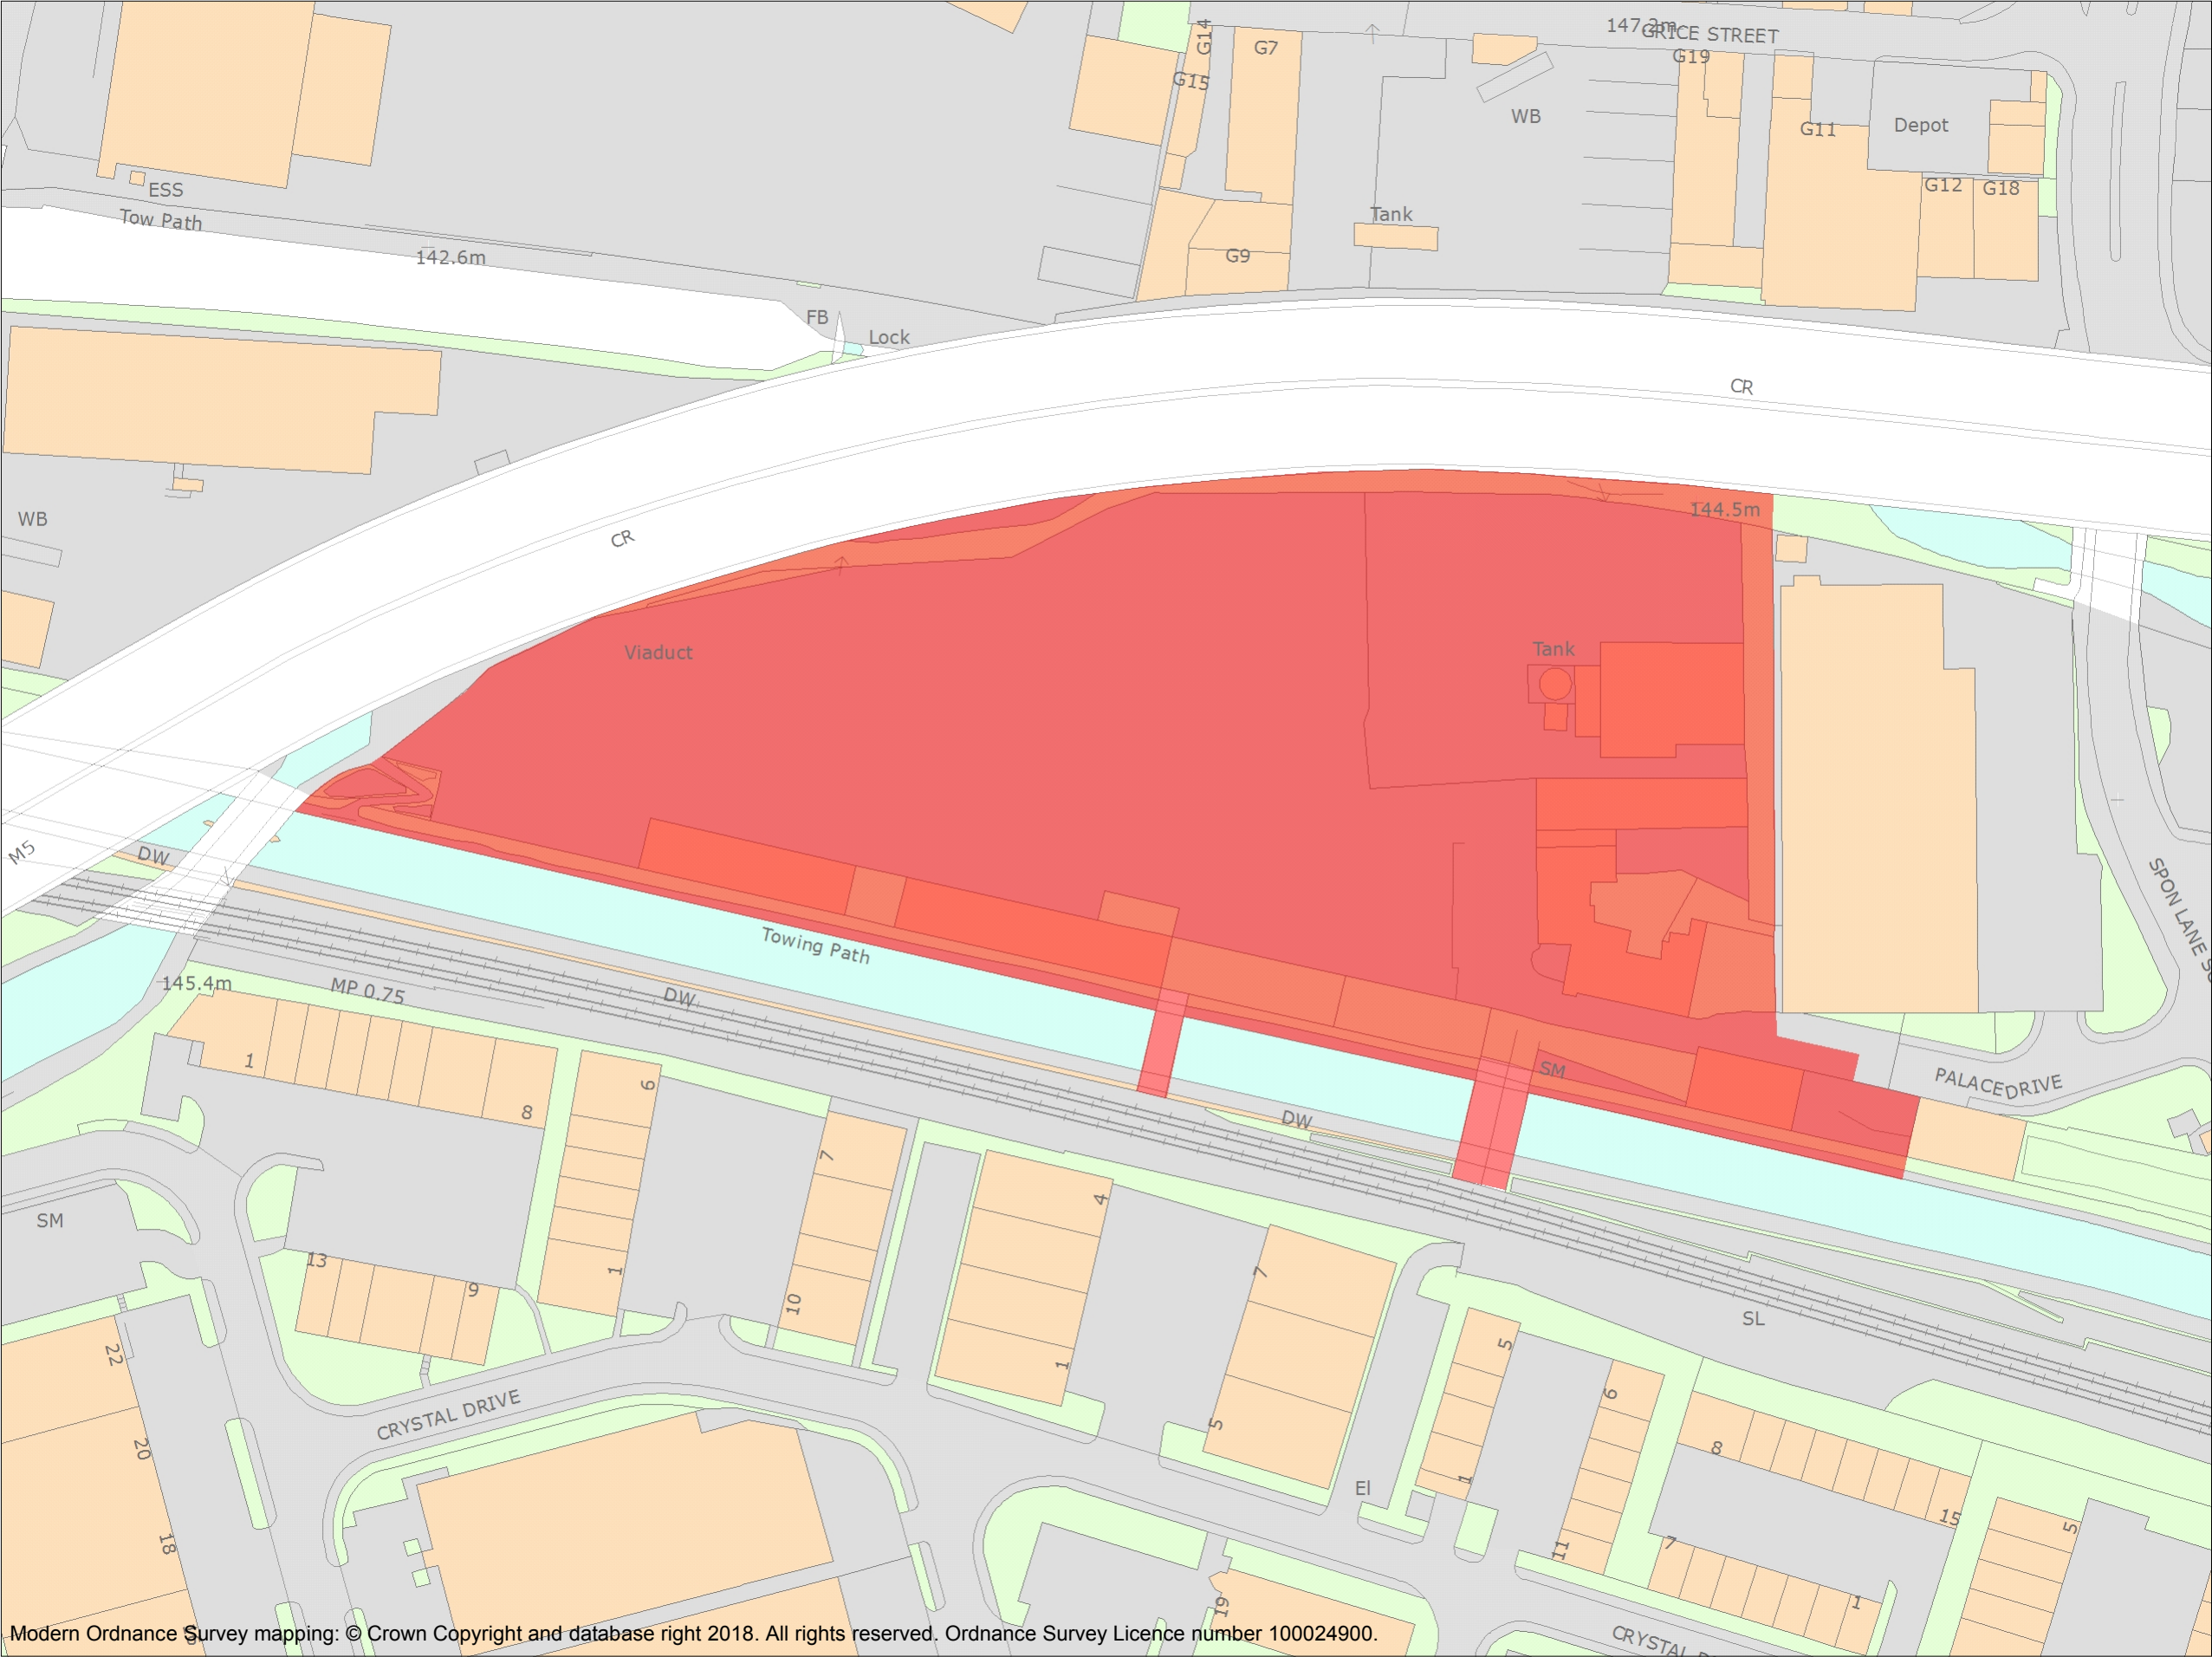 147.2m
GRICE STREET
G14
G7
G15
G19
WB
G11
Depot
ESS
G12
G18
Tow Path
Tank
142.6m
G9
FB
Lock
CR
144.5m
WB
CR
Viaduct
Tank
M5
DW
SPON LANE SO
Towing Path
145.4m
MP 0.75
DW
1
6
SM
PALACE DRIVE
8
DW
7
4
SM
13
1
9
7
10
SL
22
1
5
5
6
CRYSTAL DRIVE
20
8
1
El
15
5
18
11
7
1
19
CRYSTAL D
Modern Ordnance Survey mapping: © Crown Copyright and database right 2018. All rights reserved. Ordnance Survey Licence number 100024900.